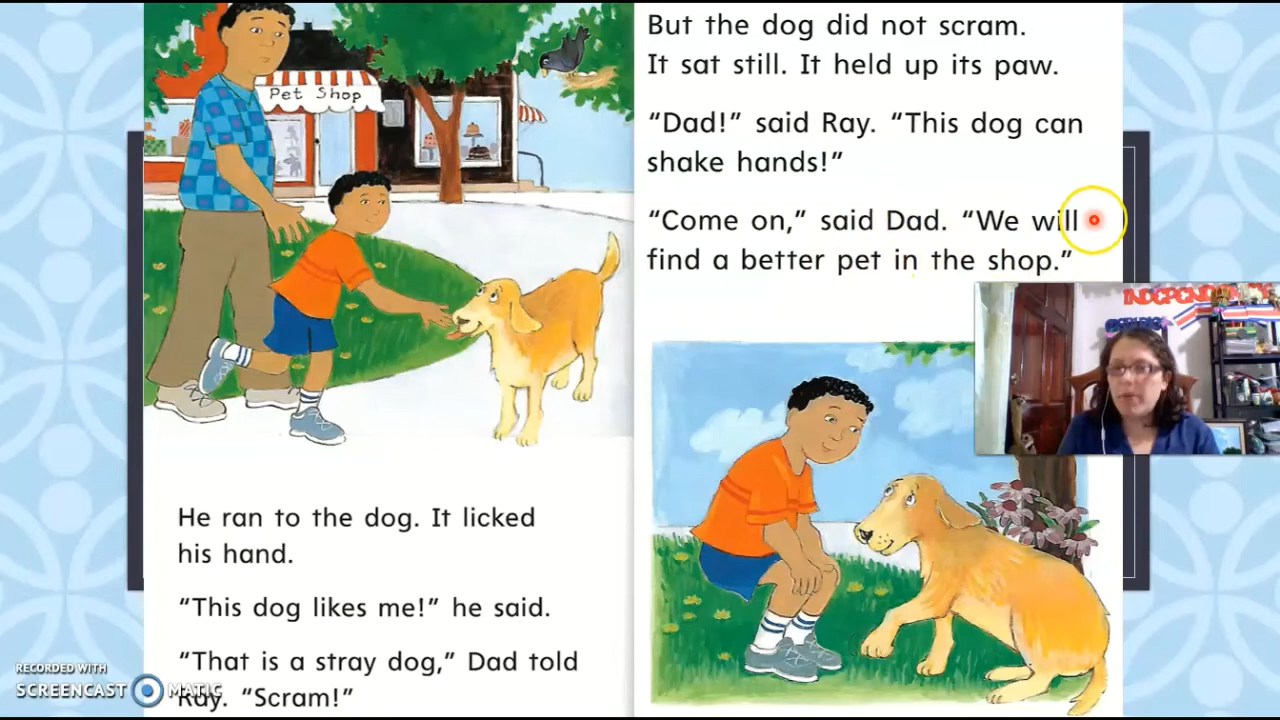 Pet Shop
He ran to the dog. It licked
his hand.
“This dog likes me!” he said.
“That is a stray dog,” Dad told
Ray. “Scram!”
But the dog did not scram.
It sat still. It held up its paw.
“Dad!” said Ray. “This dog can
shake hands!”
“Come on,” said Dad. “We will
find a better pet in the shop.”
RECORDED WITH
SCREENCAST MATIC